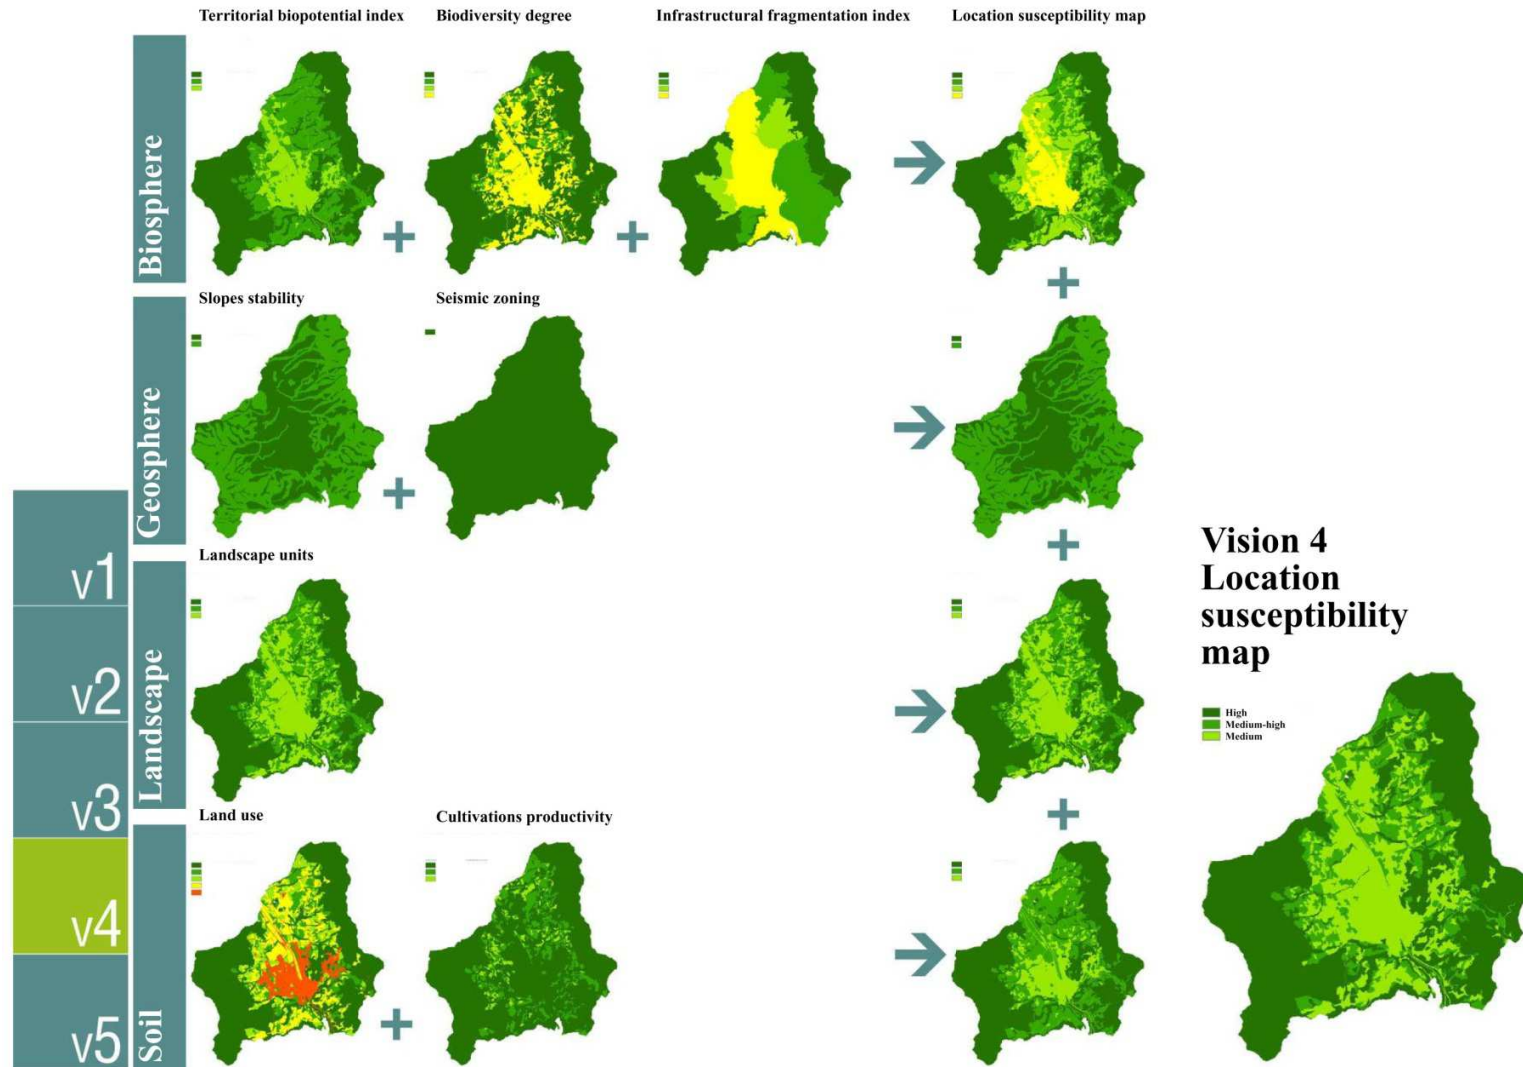 Territorial biopotential index
Biodiversity degree
Infrastructural fragmentation index
Location susceptibility map
Biosphere
Slopes stability
Seismic zoning
Geosphere
Landscape units
Landscape
Land use
Cultivations productivity
Soil
v1
v2
v3
v4
v5
Vision 4
Location
susceptibility
map
High
Medium-high
Medium